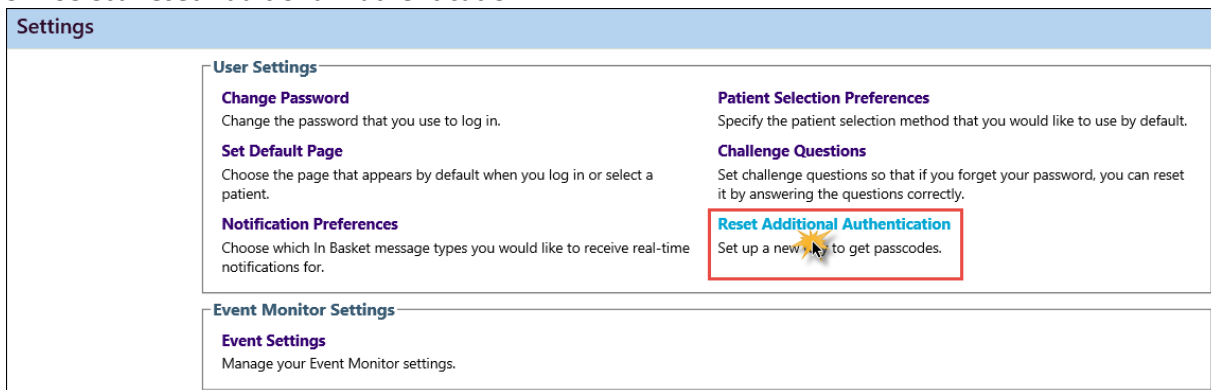 Settings
User Settings
Change Password
Change the password that you use to log in.
Set Default Page
Choose the page that appears by default when you log in or select a
patient.
Notification Preferences
Choose which In Basket message types you would like to receive real-time
notifications for.
Patient Selection Preferences
Specify the patient selection method that you would like to use by default.
Challenge Questions
Set challenge questions so that if you forget your password, you can reset
it by answering the questions correctly.
Reset Additional Authentication
Set up a new to get passcodes.
Event Monitor Settings
Event Settings
Manage your Event Monitor settings.